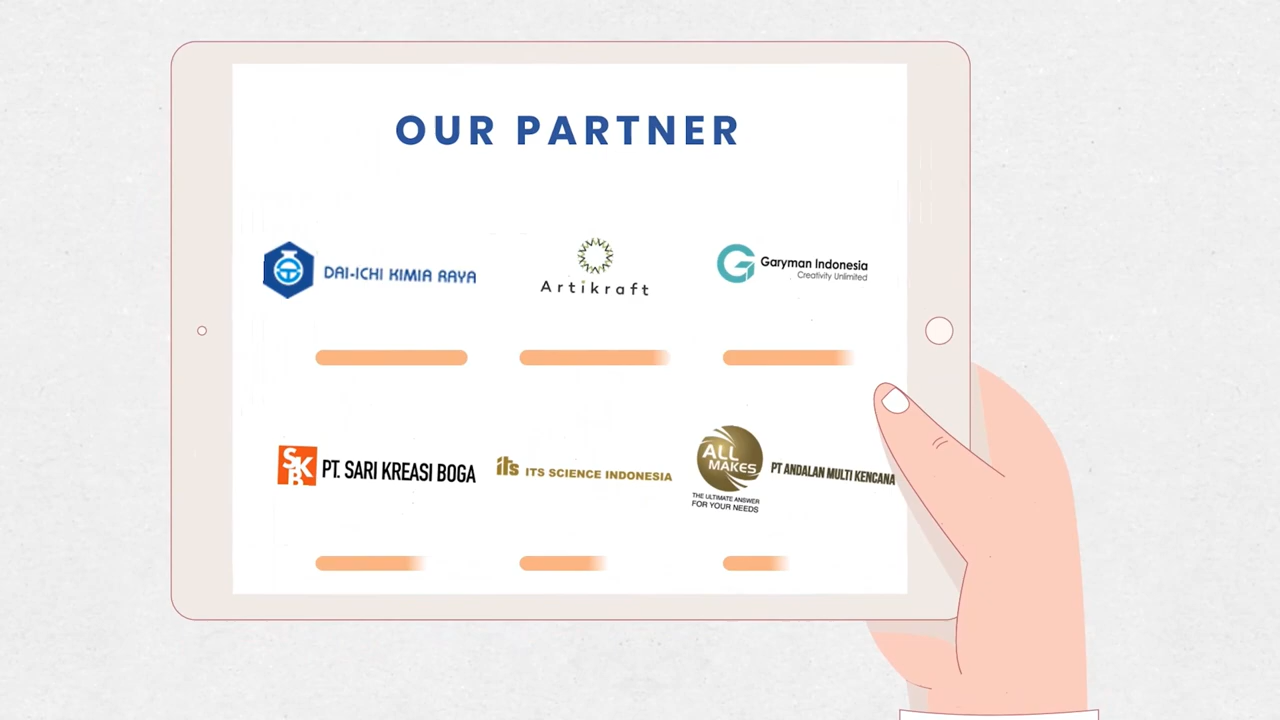 OUR PARTNER
DAI-ICHI KIMIA RAYA
Artikraft
Garyman Indonesia
Creativity Unlimited
SKB
PT. SARI KREASI BOGA
its ITS SCIENCE INDONESIA
ALL MAKES
THE ULTIMATE ANSWER
FOR YOUR NEEDS
PT ANDALAN MULTI KENCANA